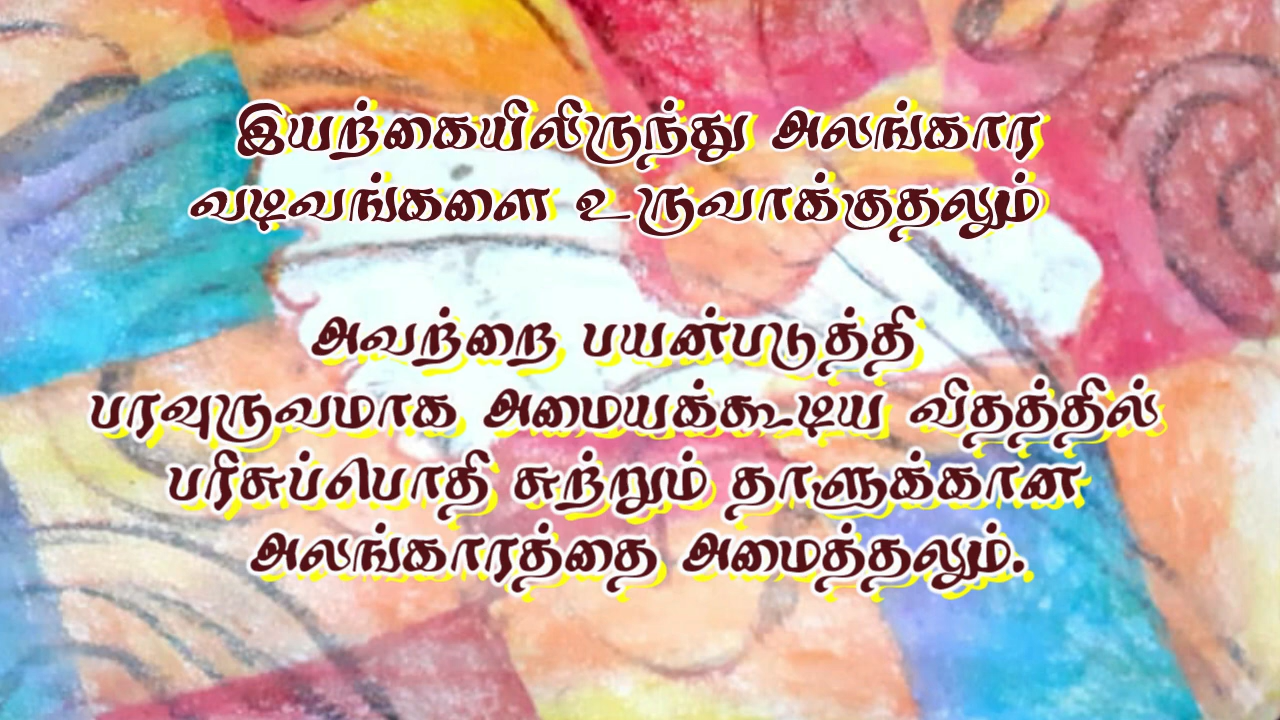 இயற்கையிலிருந்து அலங்கார
வடிவங்களை உருவாக்குதலும்
அவற்றை பயன்படுத்தி
பரவுருவமாக அமையக்கூடிய விதத்தில்
பரிசுப்பொதி சுற்றும் தாளுக்கான
அலங்காரத்தை அமைத்தலும்.